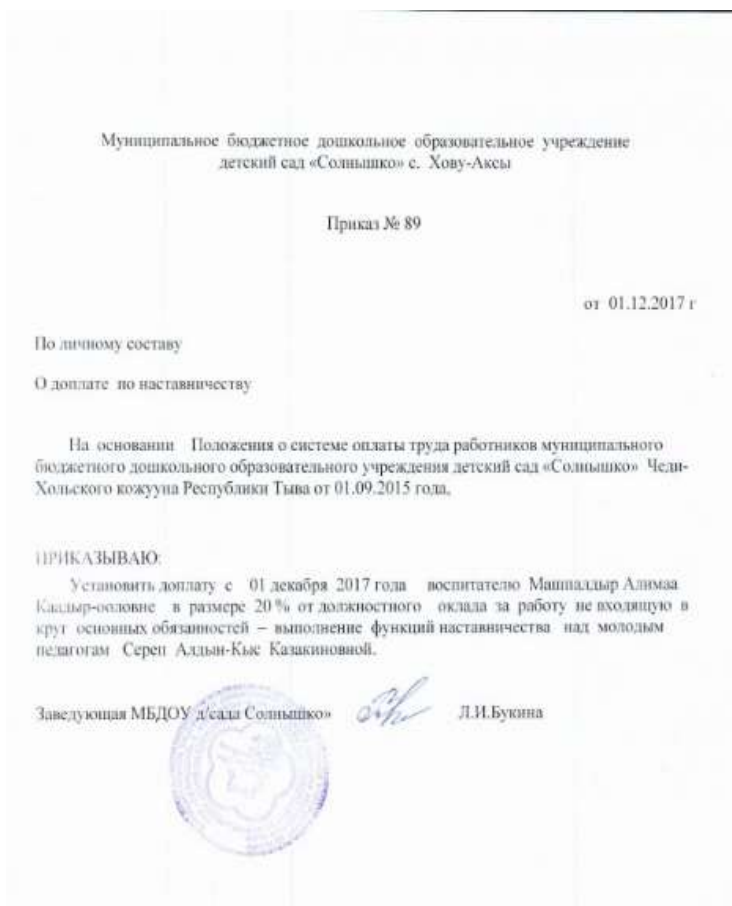 Муниципальное бюджетное дошкольное образовательное учреждение
детский сад «Солнышко» с. Хову-Аксы
Приказ № 89
от 01.12.2017 г
По личному составу
О доплате по наставничеству
На основании Положения о системе оплаты труда работников муниципального
бюджетного дошкольного образовательного учреждения детский сад «Солнышко» Чеди-
Хольского кожууна Республики Тыва от 01.09.2015 года,
ПРИКАЗЫВАЮ:
Установить доплату с 01 декабря 2017 года воспитателю Машпалдыр Алимаа
Кадыр-ооловне в размере 20 % от должностного оклада за работу не входящую в
круг основных обязанностей – выполнение функций наставничества над молодым
педагогам Сереп Алдын-Кыс Казакиновной.
Заведующая МБДОУ д/сада Солнышко» Л.И.Букина